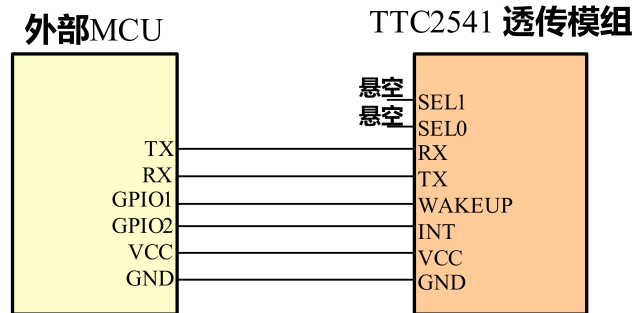 外部MCU
TTC2541 透传模组
悬空
SEL1
悬空
SEL0
TX
RX
RX
TX
GPIO1
WAKEUP
GPIO2
INT
VCC
VCC
GND
GND